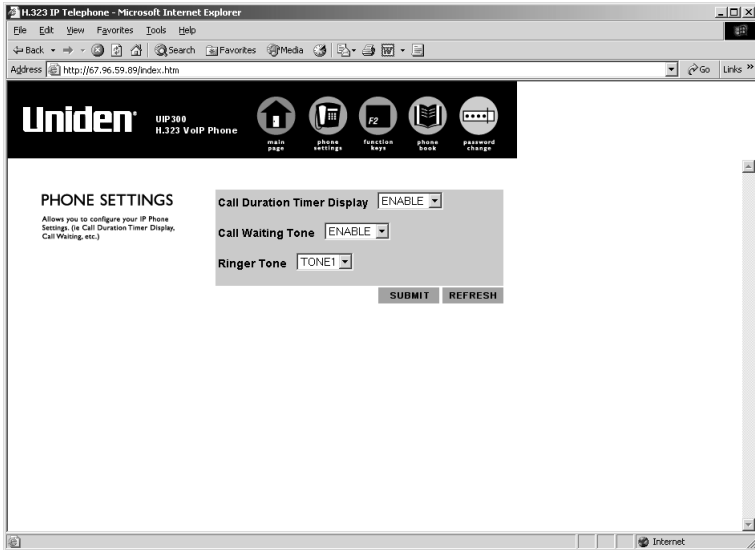 H.323 IP Telephone - Microsoft Internet Explorer
File Edit View Favorites Tools Help
Back Search Favorites Media
Address http://67.96.59.89/index.htm Go Links »
Uniden
UIP300
H.323 VoIP Phone
F2
main page
phone settings
function keys
phone book
password change
PHONE SETTINGS
Allows you to configure your IP Phone
Settings. (ie Call Duration Timer Display,
Call Waiting, etc.)
Call Duration Timer Display ENABLE
Call Waiting Tone ENABLE
Ringer Tone TONE1
SUBMIT REFRESH
Internet